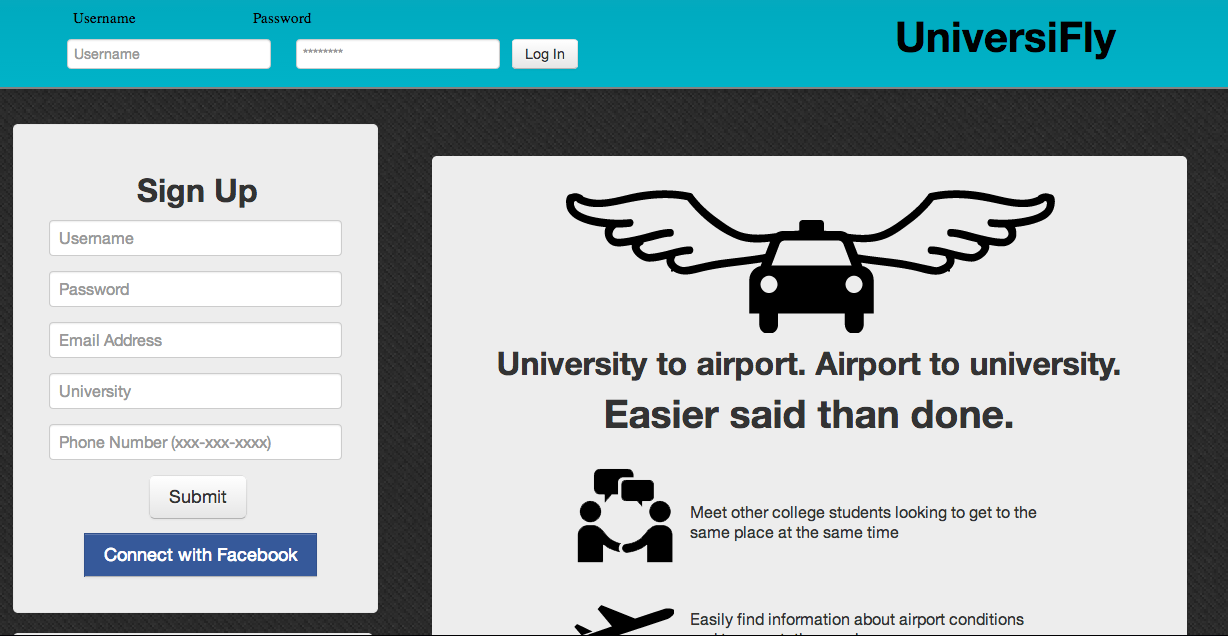 Username
Password
Username
********
Log In
UniversiFly
Sign Up
Username
Password
Email Address
University
Phone Number (xxx-xxx-xxxx)
Submit
Connect with Facebook
University to airport. Airport to university.
Easier said than done.
Meet other college students looking to get to the
same place at the same time
Easily find information about airport conditions